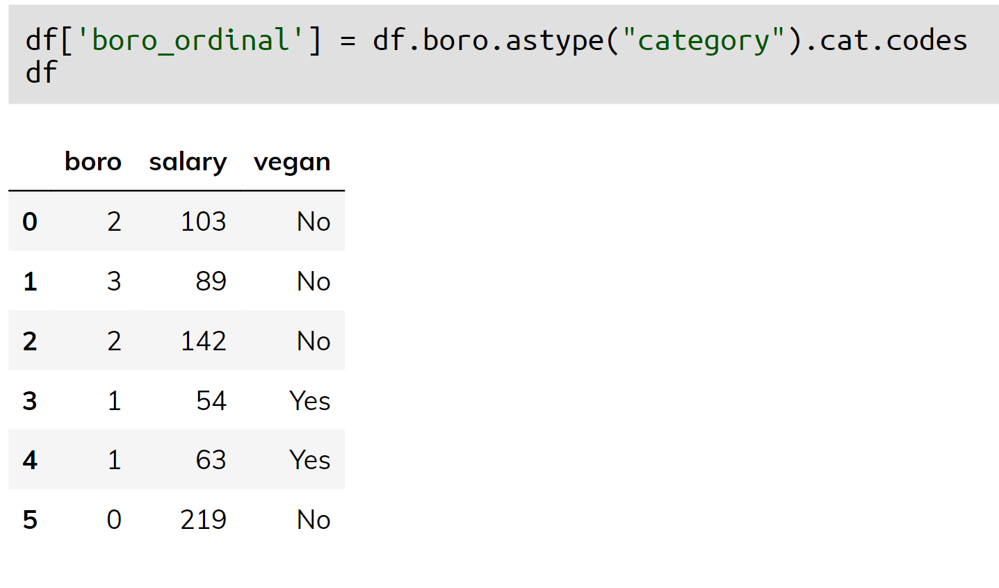 df['boro_ordinal'] = df.boro.astype("category").cat.codes
df
boro salary vegan
0 2 103 No
1 3 89 No
2 2 142 No
3 1 54 Yes
4 1 63 Yes
5 0 219 No